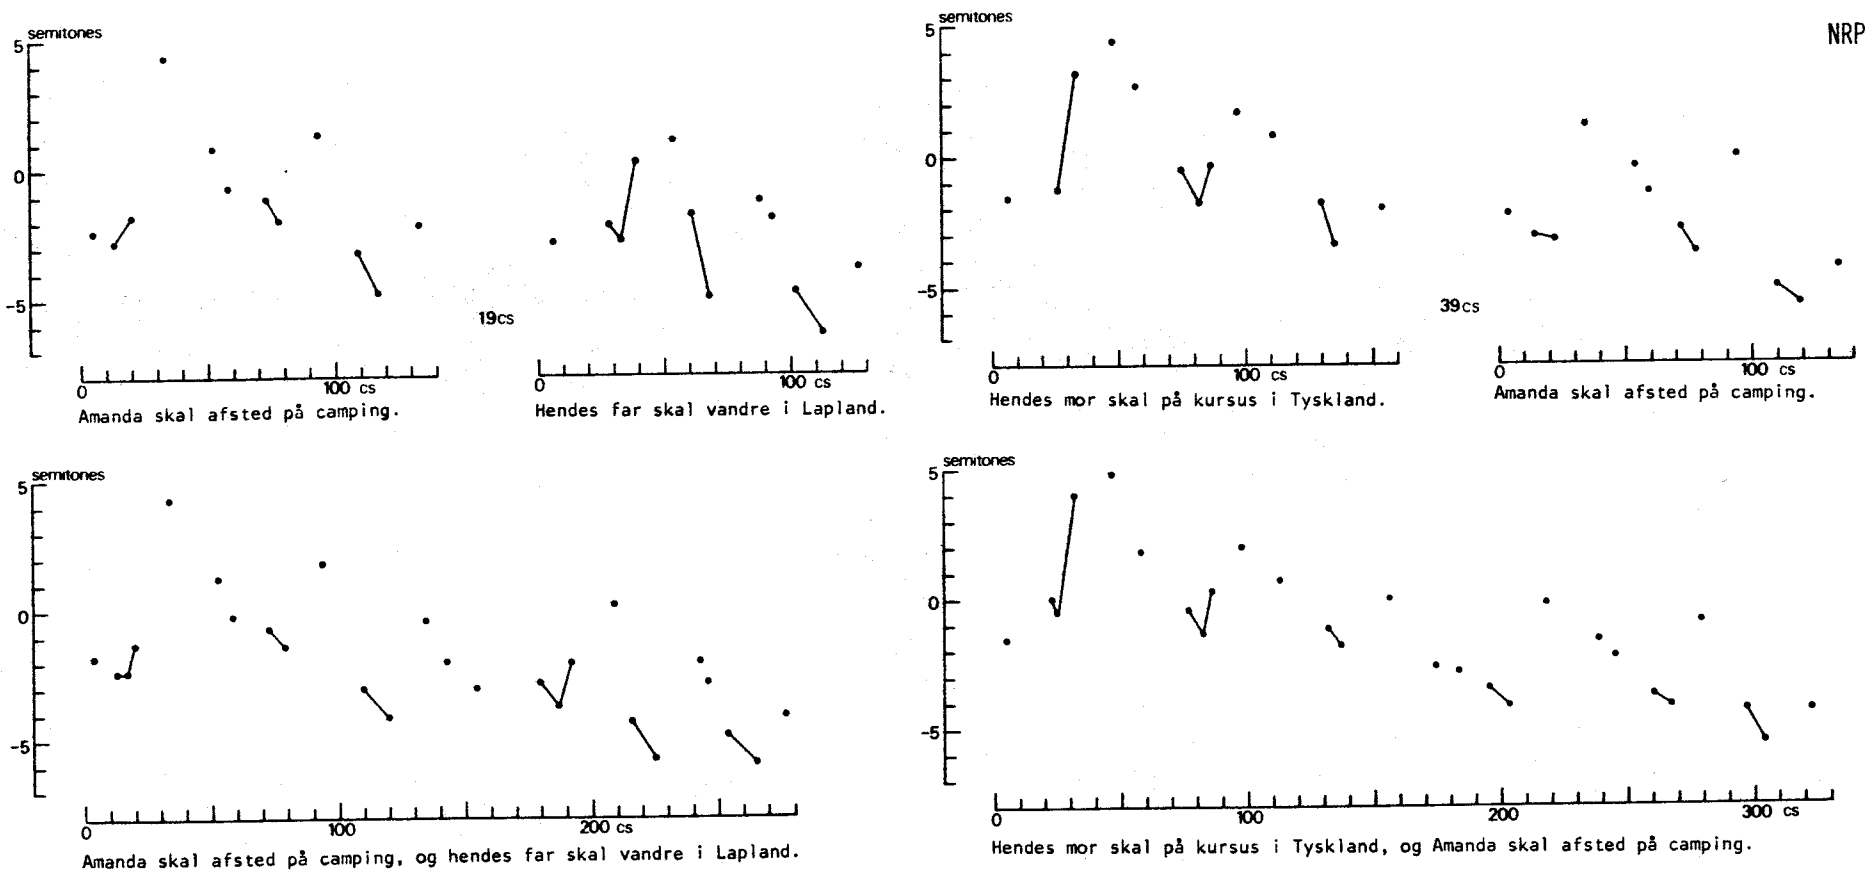 semitones
5
0
-5
0
100 cs
Amanda skal afsted på camping.
19cs
0
100 cs
Hendes far skal vandre i Lapland.
semitones
NRP
5
0
-5
0
100 cs
Hendes mor skal på kursus i Tyskland.
39cs
0
100 cs
Amanda skal afsted på camping.
semitones
5
0
-5
0
100
200 cs
Amanda skal afsted på camping, og hendes far skal vandre i Lapland.
semitones
5
0
-5
0
100
200
300 cs
Hendes mor skal på kursus i Tyskland, og Amanda skal afsted på camping.